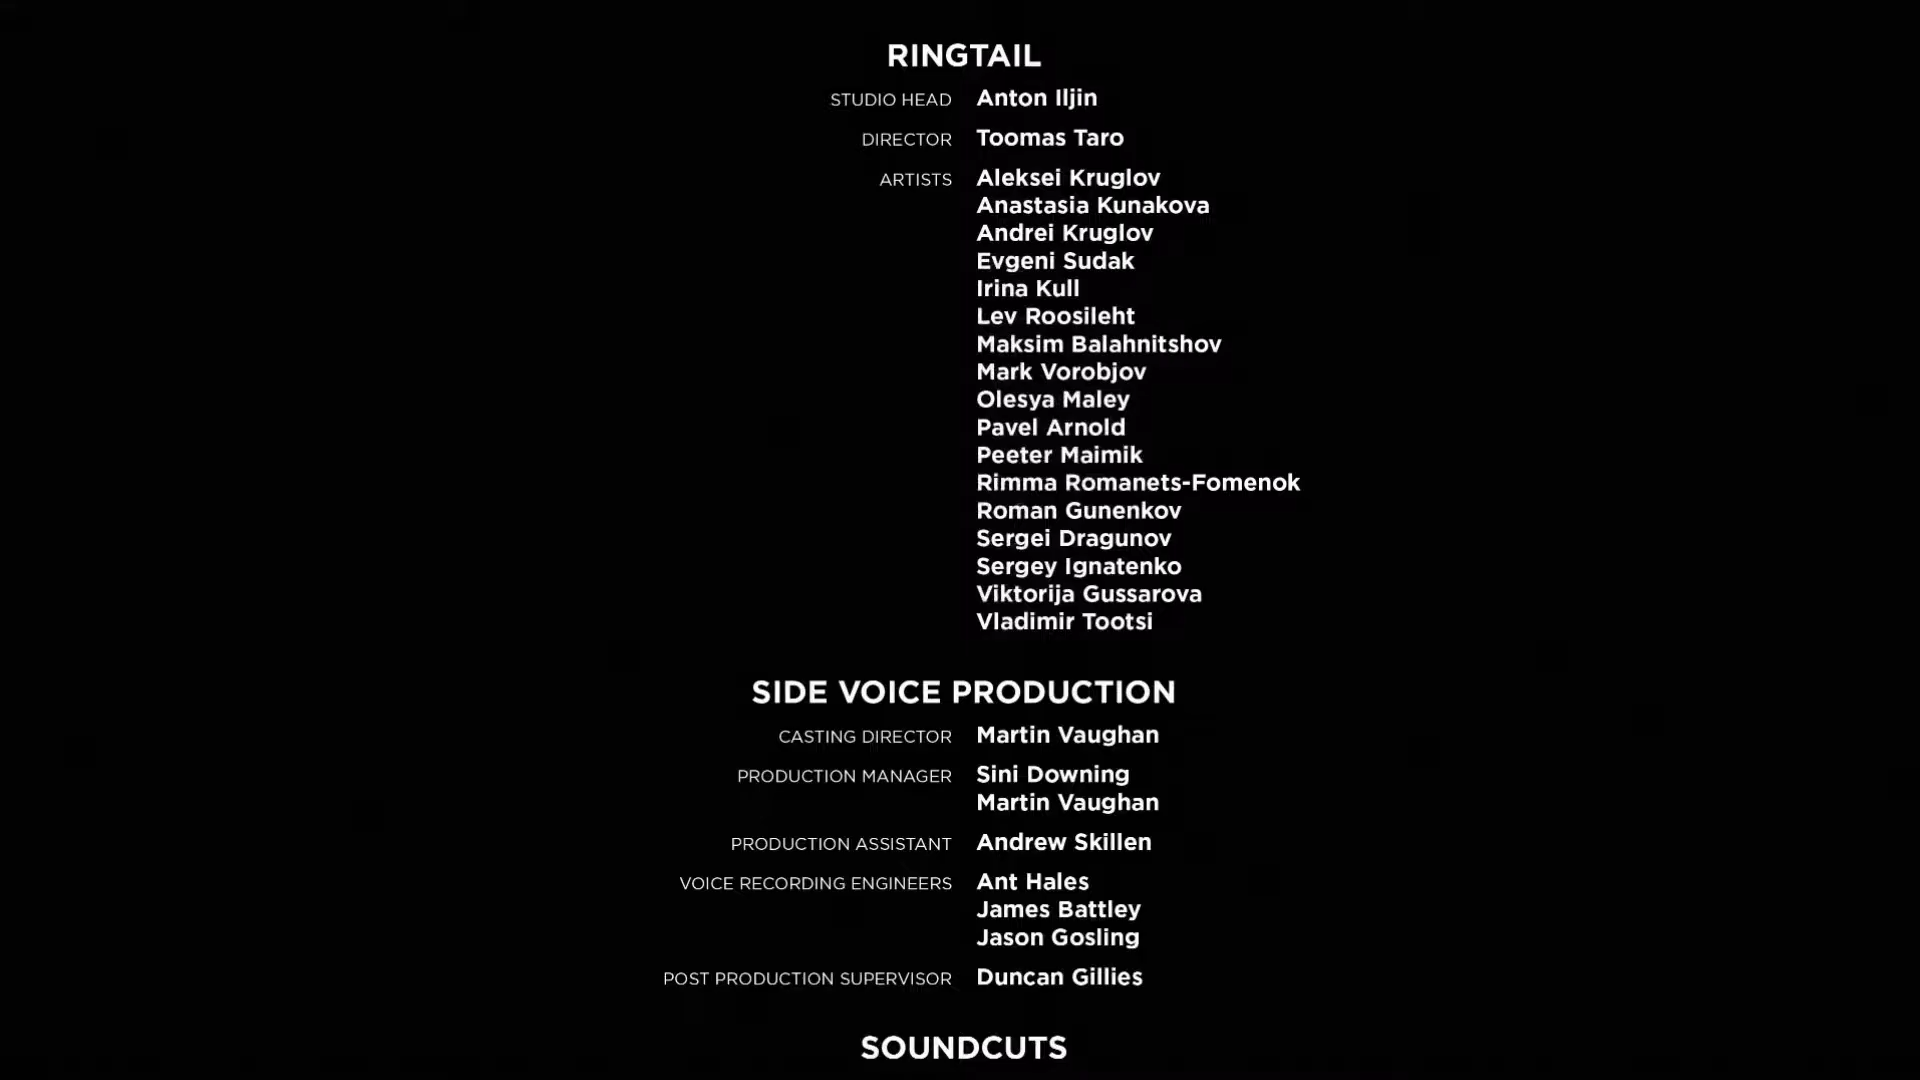 RINGTAIL
STUDIO HEAD Anton Iljin
DIRECTOR Toomas Taro
ARTISTS Aleksei Kruglov
Anastasia Kunakova
Andrei Kruglov
Evgeni Sudak
Irina Kull
Lev Roosileht
Maksim Balahnitshov
Mark Vorobjov
Olesya Maley
Pavel Arnold
Peeter Maimik
Rimma Romanets-Fomenok
Roman Gunenkov
Sergei Dragunov
Sergey Ignatenko
Viktorija Gussarova
Vladimir Tootsi
SIDE VOICE PRODUCTION
CASTING DIRECTOR Martin Vaughan
PRODUCTION MANAGER Sini Downing
Martin Vaughan
PRODUCTION ASSISTANT Andrew Skillen
VOICE RECORDING ENGINEERS Ant Hales
James Battley
Jason Gosling
POST PRODUCTION SUPERVISOR Duncan Gillies
SOUNDCUTS